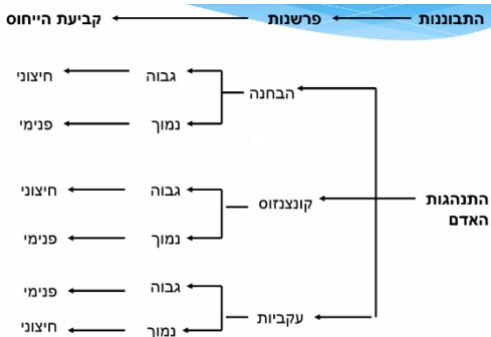 התבוננות פרשנות קביעת הייחוס
הבחנה גבוה חיצוני
נמוך פנימי
התנהגות האדם
קונצנזוס גבוה חיצוני
נמוך פנימי
עקביות גבוה פנימי
נמוך חיצוני